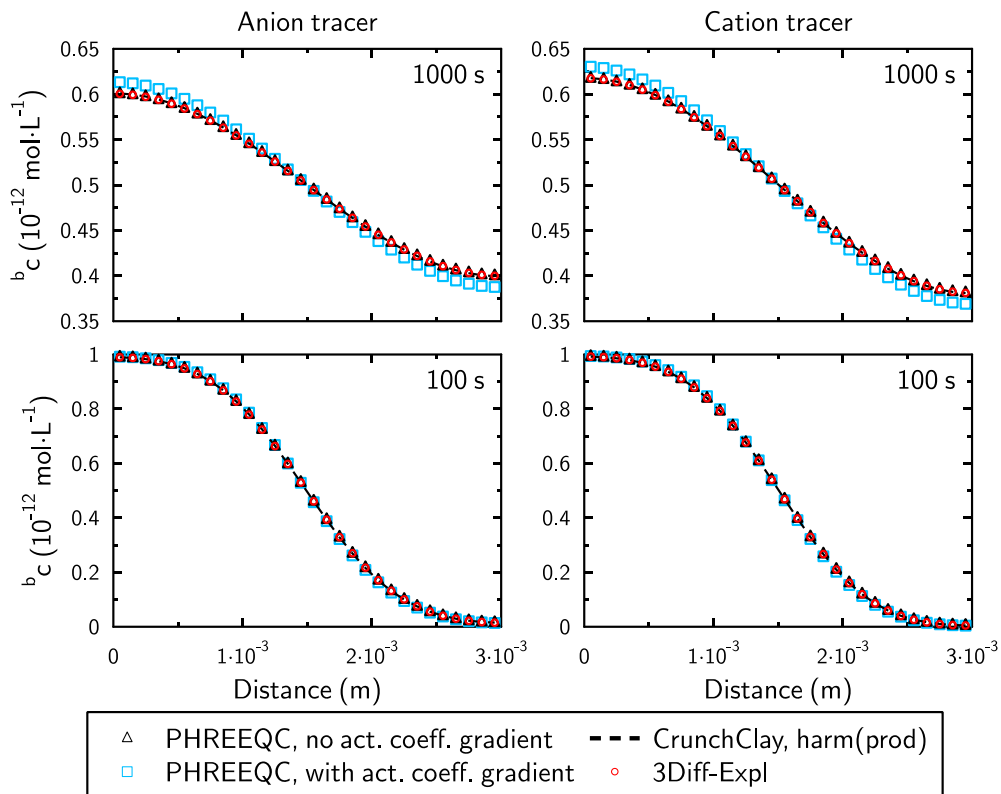 Anion tracer
Cation tracer
0.65
0.6
0.55
0.5
0.45
0.4
0.35
ᵇc (10⁻¹² mol·L⁻¹)
1000 s
0.65
0.6
0.55
0.5
0.45
0.4
0.35
1000 s
1
0.8
0.6
0.4
0.2
0
ᵇc (10⁻¹² mol·L⁻¹)
100 s
0 1·10⁻³ 2·10⁻³ 3·10⁻³
Distance (m)
1
0.8
0.6
0.4
0.2
0
100 s
0 1·10⁻³ 2·10⁻³ 3·10⁻³
Distance (m)
PHREEQC, no act. coeff. gradient
PHREEQC, with act. coeff. gradient
CrunchClay, harm(prod)
3Diff-Expl